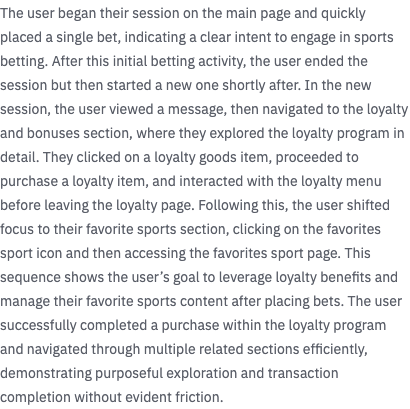 The user began their session on the main page and quickly
placed a single bet, indicating a clear intent to engage in sports
betting. After this initial betting activity, the user ended the
session but then started a new one shortly after. In the new
session, the user viewed a message, then navigated to the loyalty
and bonuses section, where they explored the loyalty program in
detail. They clicked on a loyalty goods item, proceeded to
purchase a loyalty item, and interacted with the loyalty menu
before leaving the loyalty page. Following this, the user shifted
focus to their favorite sports section, clicking on the favorites
sport icon and then accessing the favorites sport page. This
sequence shows the user’s goal to leverage loyalty benefits and
manage their favorite sports content after placing bets. The user
successfully completed a purchase within the loyalty program
and navigated through multiple related sections efficiently,
demonstrating purposeful exploration and transaction
completion without evident friction.